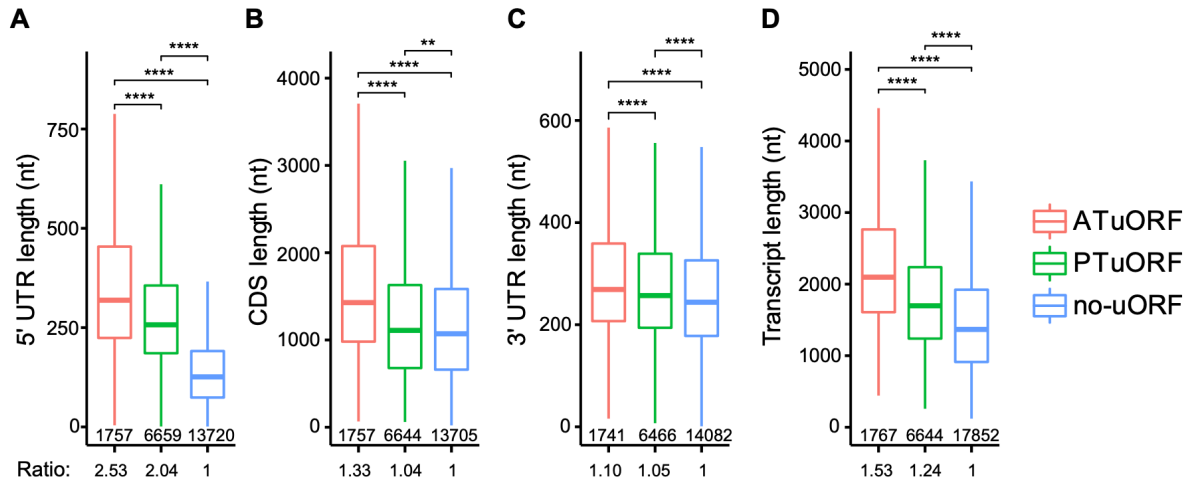 A
5' UTR length (nt)
750
500
250
0
****
****
****
1757 6659 13720
Ratio: 2.53 2.04 1
B
CDS length (nt)
4000
3000
2000
1000
0
**
****
****
1757 6644 13705
1.33 1.04 1
C
3' UTR length (nt)
600
400
200
0
****
****
****
1741 6466 14082
1.10 1.05 1
D
Transcript length (nt)
5000
4000
3000
2000
1000
0
****
****
****
1767 6644 17852
1.53 1.24 1
ATuORF
PTuORF
no-uORF